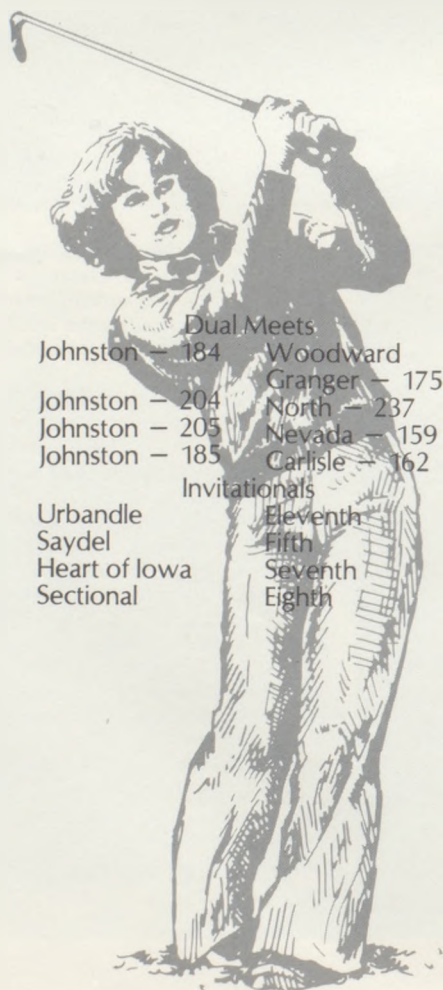 Dual Meets
Johnston — 184 Woodward
Granger — 175
Johnston — 204 North — 237
Johnston — 205 Nevada — 159
Johnston — 185 Carlisle — 162
Invitationals
Urbandle Eleventh
Saydel Fifth
Heart of Iowa Seventh
Sectional Eighth